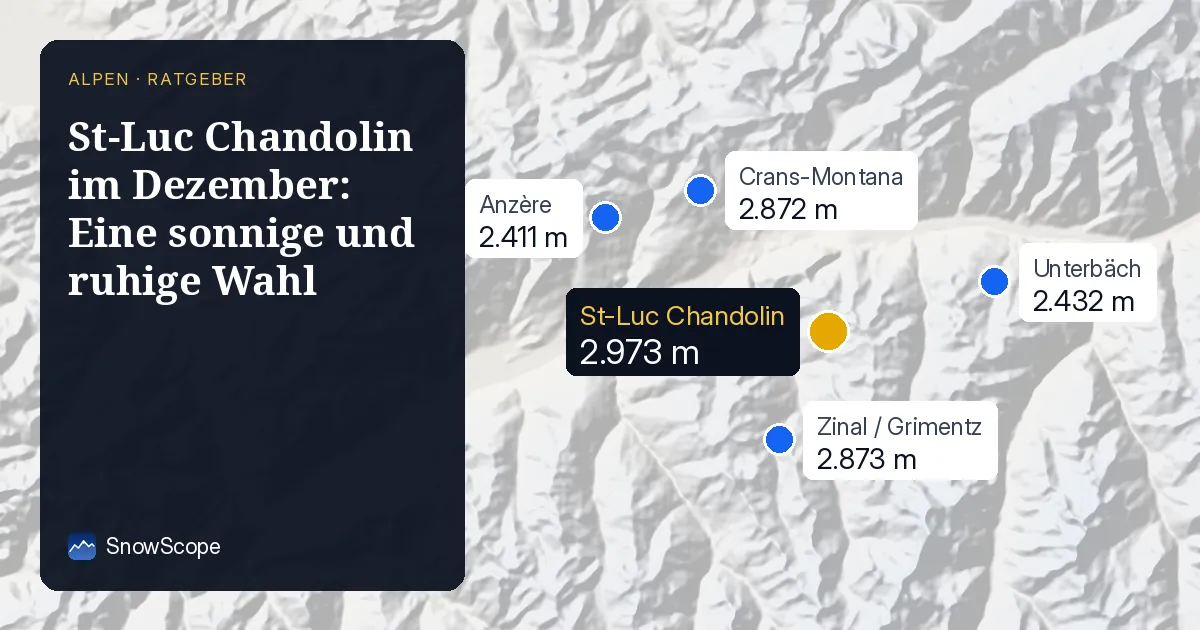 ALPEN · RATGEBER
St-Luc Chandolin
im Dezember:
Eine sonnige und
ruhige Wahl
SnowScope
Anzère
2.411 m
Crans-Montana
2.872 m
Unterbäch
2.432 m
St-Luc Chandolin
2.973 m
Zinal / Grimentz
2.873 m